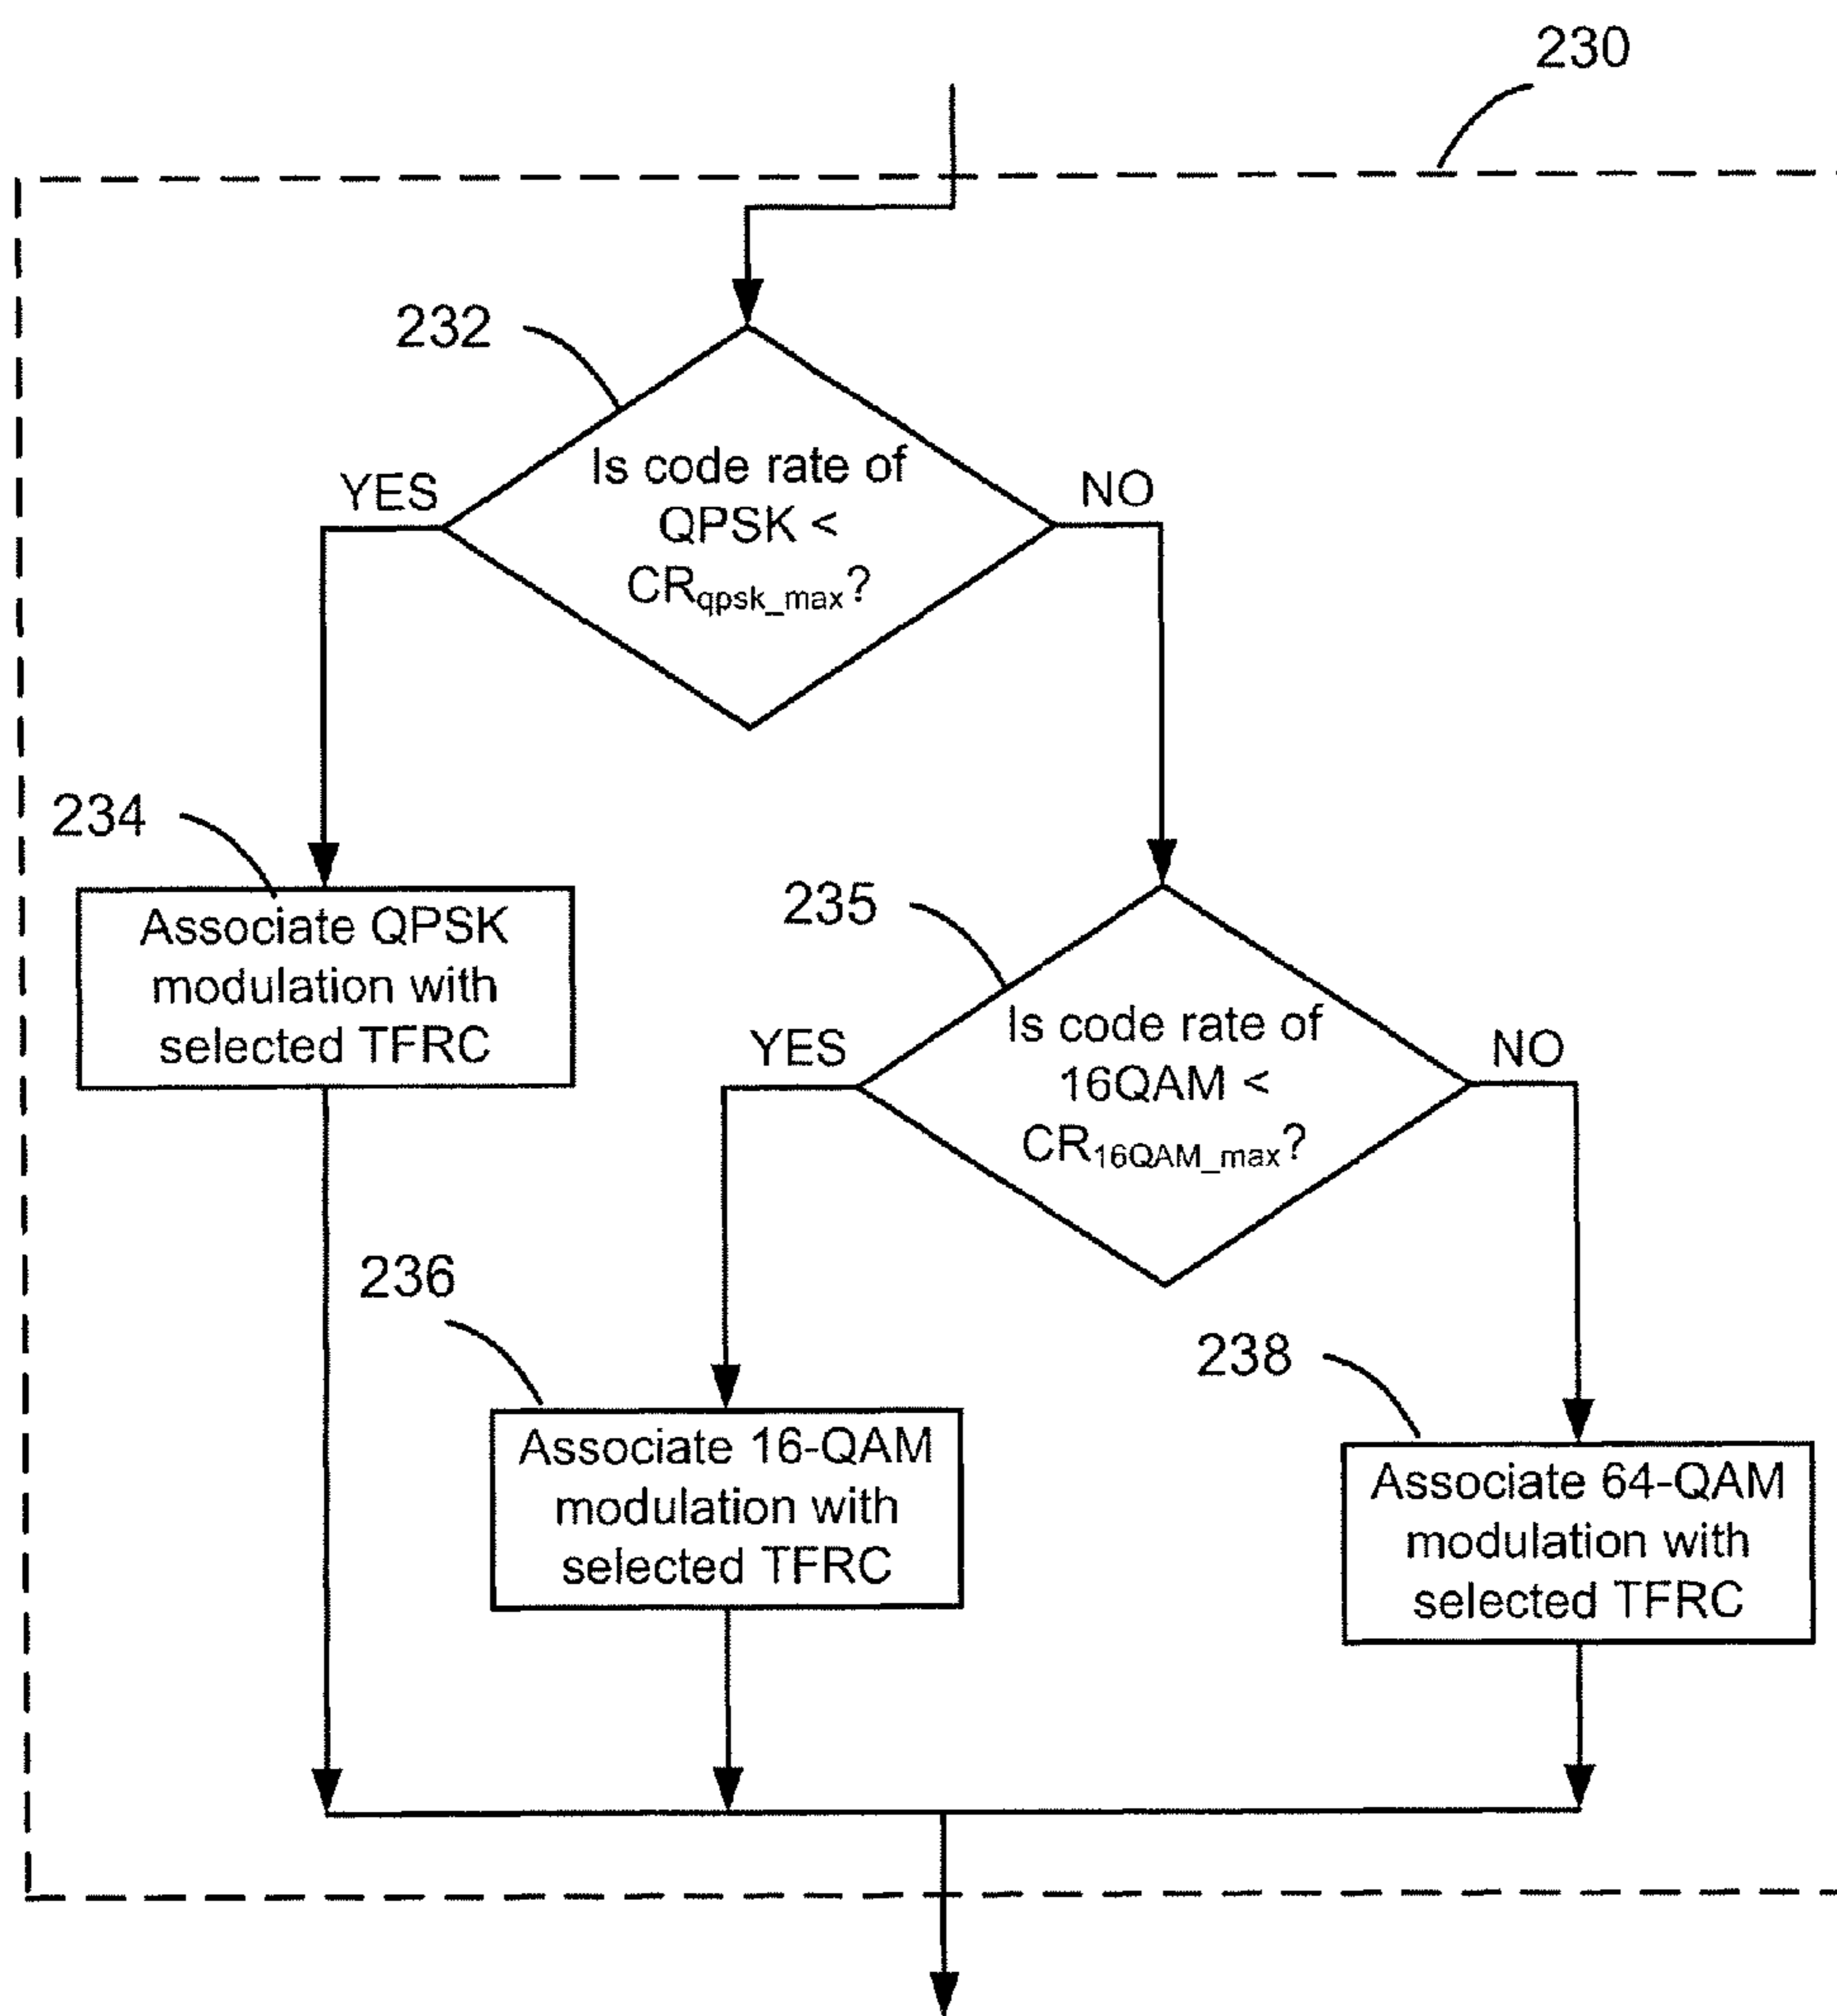 230
232
Is code rate of
QPSK <
CRqpsk_max?
YES
NO
234
Associate QPSK
modulation with
selected TFRC
235
Is code rate of
16QAM <
CR16QAM_max?
YES
NO
236
Associate 16-QAM
modulation with
selected TFRC
238
Associate 64-QAM
modulation with
selected TFRC